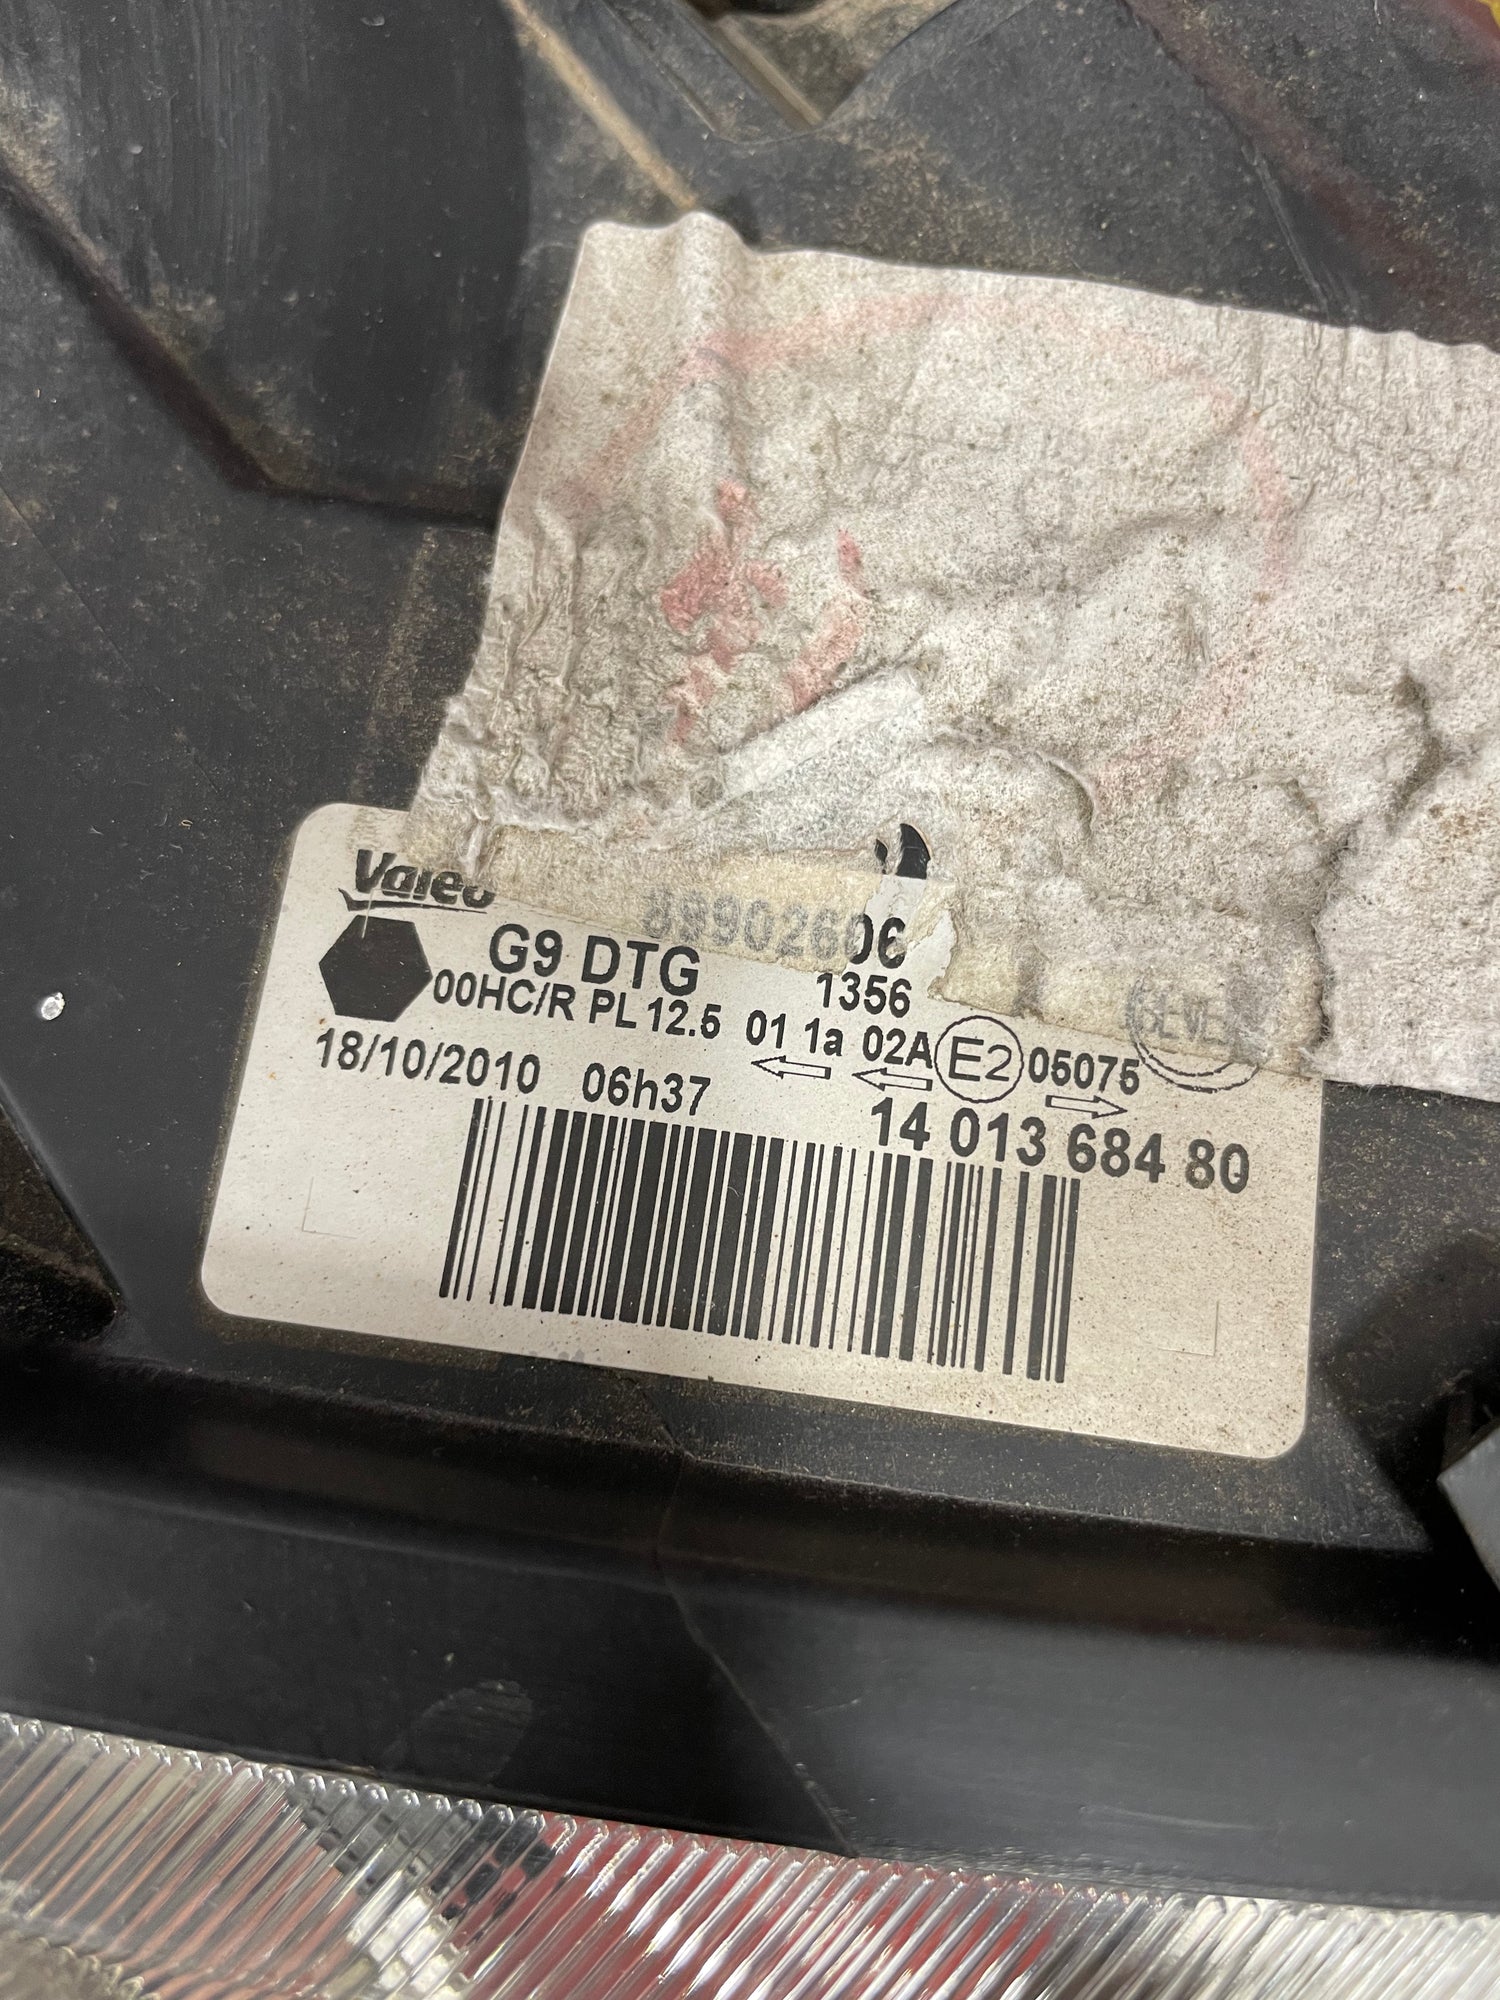 Valeo
89902606
G9 DTG
1356
00HC/R PL 12.5 01 1a 02A E2 05075
18/10/2010 06h37
14 013 684 80